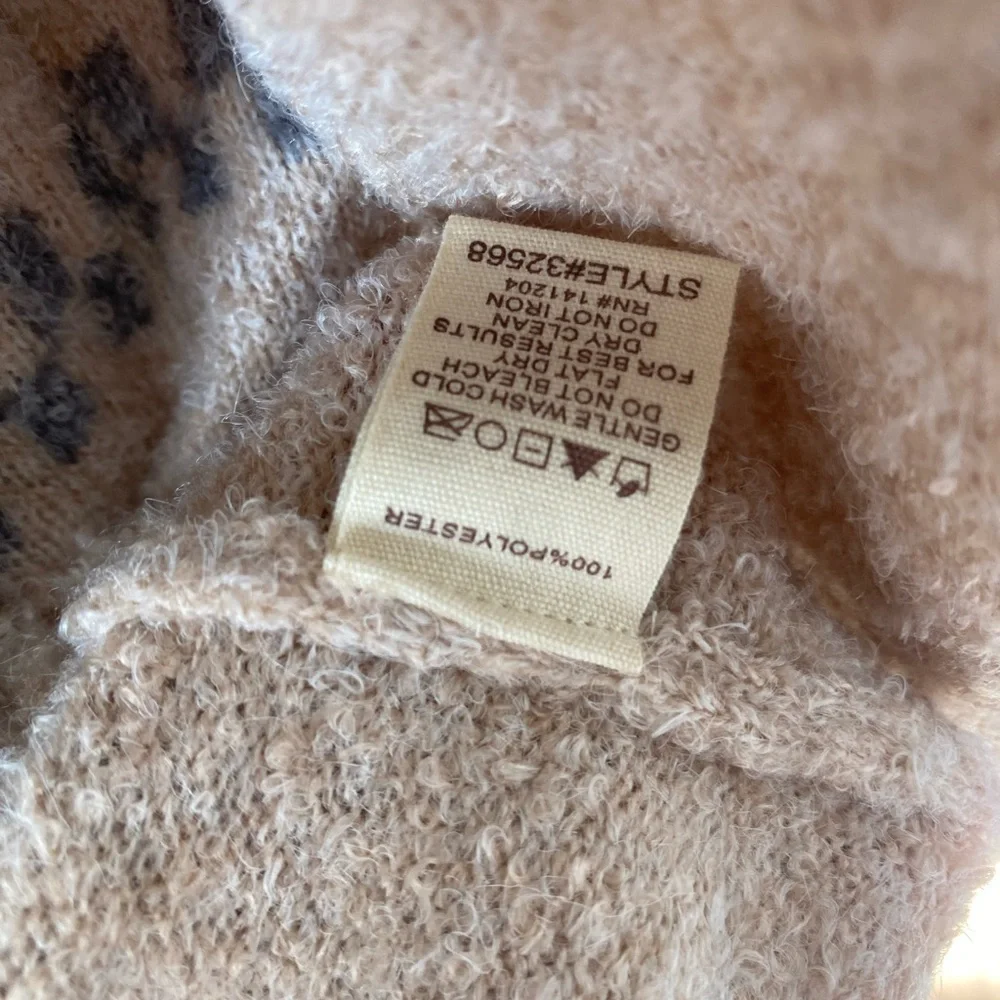 100%POLYESTER
GENTLE WASH COLD
DO NOT BLEACH
FLAT DRY
FOR BEST RESULTS
DRY CLEAN
DO NOT IRON
RN# 141204
STYLE#32568